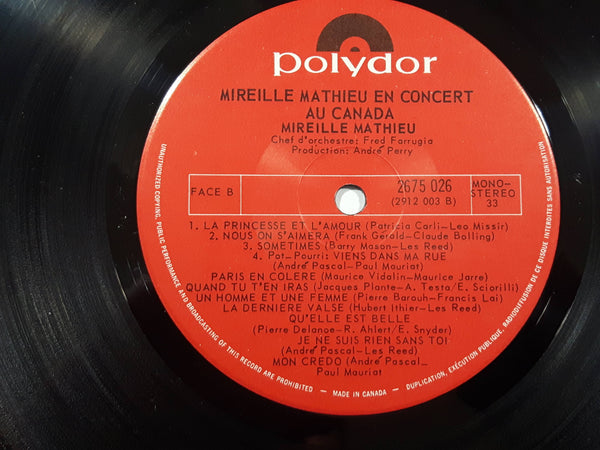 polydor
MIREILLE MATHIEU EN CONCERT
AU CANADA
MIREILLE MATHIEU
Chef d'orchestre: Fred Farrugia
Production: André Perry
FACE B
2675 026
(2912 003 B)
MONO-
STEREO
33
1. LA PRINCESSE ET L'AMOUR (Patricia Carli-Leo Missir)
2. NOUS ON S'AIMERA (Frank Gérald-Claude Bolling)
3. SOMETIMES (Barry Mason-Les Reed)
4. Pot-Pourri: VIENS DANS MA RUE
(André Pascal-Paul Mauriat)
PARIS EN COLERE (Maurice Vidalin-Maurice Jarre)
QUAND TU T'EN IRAS (Jacques Plante-A. Testa/E. Sciorilli)
UN HOMME ET UNE FEMME (Pierre Barouh-Francis Lai)
LA DERNIERE VALSE (Hubert Ithier-Les Reed)
QU'ELLE EST BELLE
(Pierre Delanoe-R. Ahlert/E. Snyder)
JE NE SUIS RIEN SANS TOI
(André Pascal-Les Reed)
MON CREDO (André Pascal_
Paul Mauriat
UNAUTHORIZED COPYING, PUBLIC PERFORMANCE AND BROADCASTING OF THIS RECORD ARE PROHIBITED - MADE IN CANADA - DUPLICATION, EXÉCUTION PUBLIQUE, RADIODIFFUSION DE CE DISQUE INTERDITES SANS AUTORISATION.